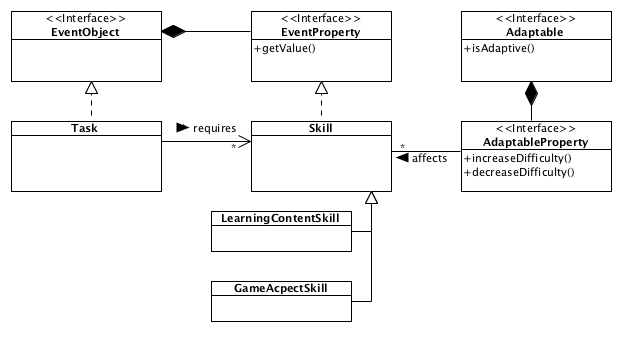 <<Interface>>
EventObject
<<Interface>>
EventProperty
+getValue()
<<Interface>>
Adaptable
+isAdaptive()
Task
requires
*
Skill
*
affects
<<Interface>>
AdaptableProperty
+increaseDifficulty()
+decreaseDifficulty()
LearningContentSkill
GameAcpectSkill